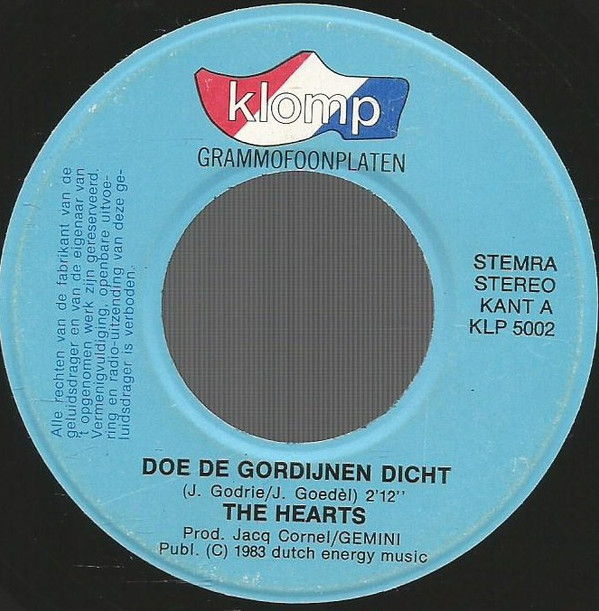 klomp
GRAMMOFOONPLATEN
Alle rechten van de fabrikant van de
geluidsdrager en van de eigenaar van
't opgenomen werk zijn gereserveerd.
Vermenigvuldiging, openbare uitvoe-
ring en radio-uitzending van deze ge-
luidsdrager is verboden.
STEMRA
STEREO
KANT A
KLP 5002
DOE DE GORDIJNEN DICHT
(J. Godrie/J. Goedèl) 2'12''
THE HEARTS
Prod. Jacq Cornel/GEMINI
Publ. (C) 1983 dutch energy music